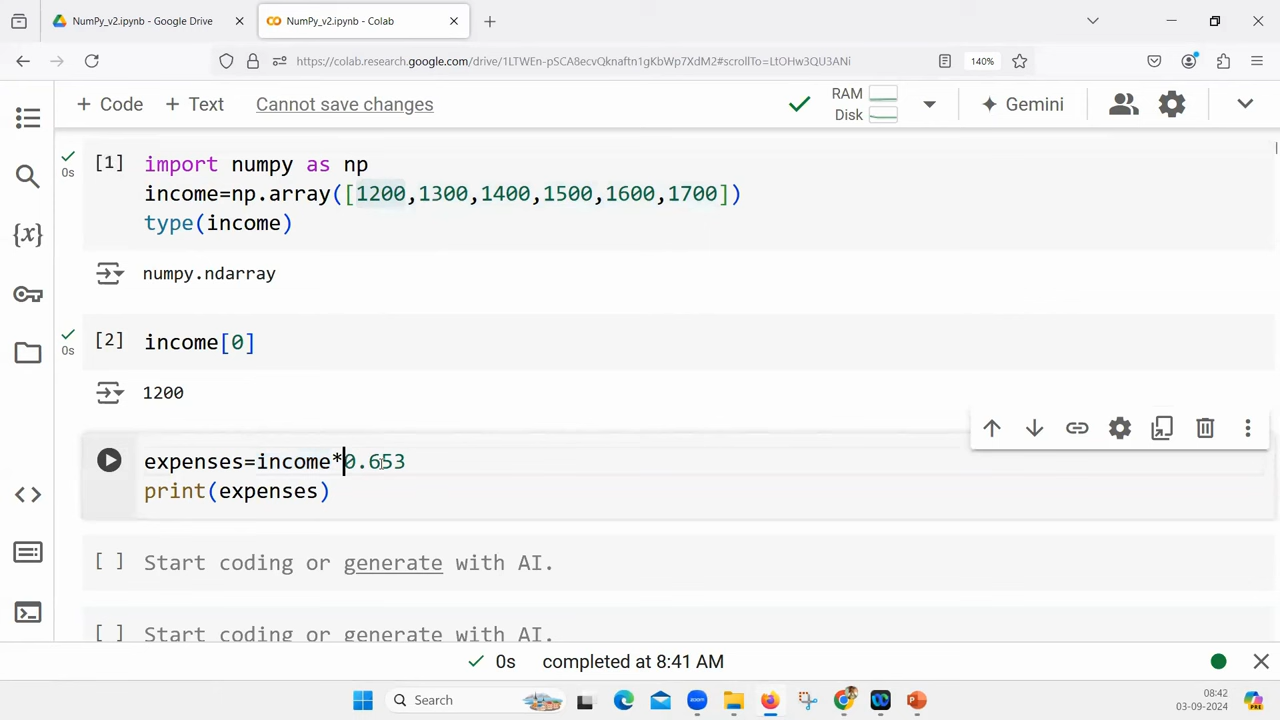 NumPy_v2.ipynb - Google Drive
NumPy_v2.ipynb - Colab
https://colab.research.google.com/drive/1LTWEn-pSCA8ecvQknaftn1gKbWp7XdM2#scrollTo=LtOHw3QU3ANi
140%
+ Code + Text Cannot save changes
RAM
Disk
Gemini
[1] import numpy as np
0s
income=np.array([1200,1300,1400,1500,1600,1700])
type(income)
numpy.ndarray
[2] income[0]
0s
1200
expenses=income*0.653
print(expenses)
[ ] Start coding or generate with AI.
[ ] Start coding or generate with AI.
0s completed at 8:41 AM
Search
08:42
03-09-2024